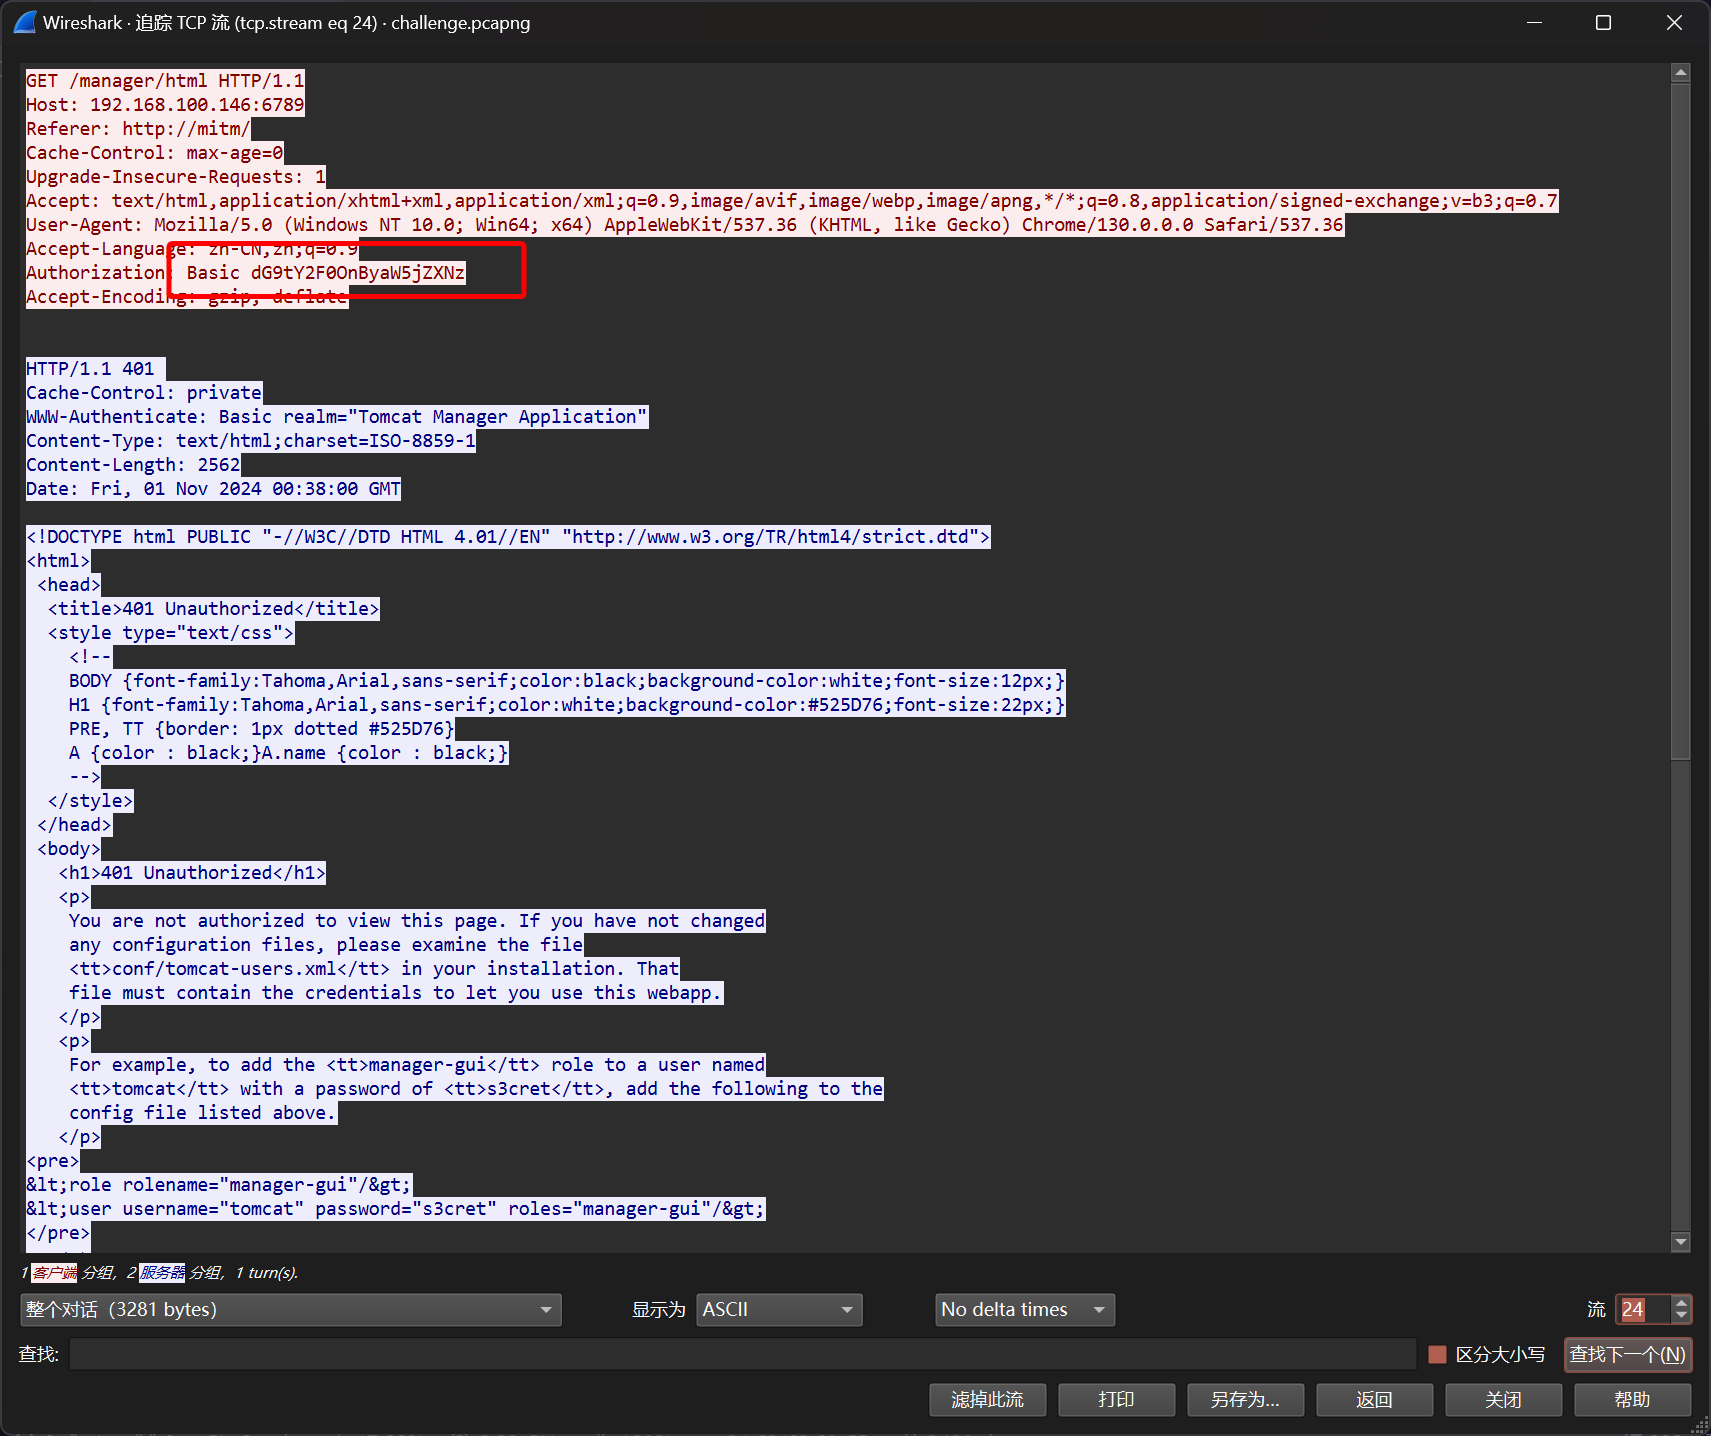 Wireshark · 追踪 TCP 流 (tcp.stream eq 24) · challenge.pcapng
GET /manager/html HTTP/1.1
Host: 192.168.100.146:6789
Referer: http://mitm/
Cache-Control: max-age=0
Upgrade-Insecure-Requests: 1
Accept: text/html,application/xhtml+xml,application/xml;q=0.9,image/avif,image/webp,image/apng,*/*;q=0.8,application/signed-exchange;v=b3;q=0.7
User-Agent: Mozilla/5.0 (Windows NT 10.0; Win64; x64) AppleWebKit/537.36 (KHTML, like Gecko) Chrome/130.0.0.0 Safari/537.36
Accept-Language: zh-CN,zh;q=0.9
Authorization: Basic dG9tY2F0OnByaW5jZXNz
Accept-Encoding: gzip, deflate
HTTP/1.1 401
Cache-Control: private
WWW-Authenticate: Basic realm="Tomcat Manager Application"
Content-Type: text/html;charset=ISO-8859-1
Content-Length: 2562
Date: Fri, 01 Nov 2024 00:38:00 GMT
<!DOCTYPE html PUBLIC "-//W3C//DTD HTML 4.01//EN" "http://www.w3.org/TR/html4/strict.dtd">
<html>
<head>
<title>401 Unauthorized</title>
<style type="text/css">
<!--
BODY {font-family:Tahoma,Arial,sans-serif;color:black;background-color:white;font-size:12px;}
H1 {font-family:Tahoma,Arial,sans-serif;color:white;background-color:#525D76;font-size:22px;}
PRE, TT {border: 1px dotted #525D76}
A {color : black;}A.name {color : black;}
-->
</style>
</head>
<body>
<h1>401 Unauthorized</h1>
<p>
You are not authorized to view this page. If you have not changed
any configuration files, please examine the file
<tt>conf/tomcat-users.xml</tt> in your installation. That
file must contain the credentials to let you use this webapp.
</p>
<p>
For example, to add the <tt>manager-gui</tt> role to a user named
<tt>tomcat</tt> with a password of <tt>s3cret</tt>, add the following to the
config file listed above.
</p>
<pre>
&lt;role rolename="manager-gui"/&gt;
&lt;user username="tomcat" password="s3cret" roles="manager-gui"/&gt;
</pre>
1 客户端 分组, 2 服务器 分组, 1 turn(s).
整个对话 (3281 bytes) 显示为 ASCII No delta times 流 24
查找: 区分大小写 查找下一个(N)
滤掉此流 打印 另存为... 返回 关闭 帮助